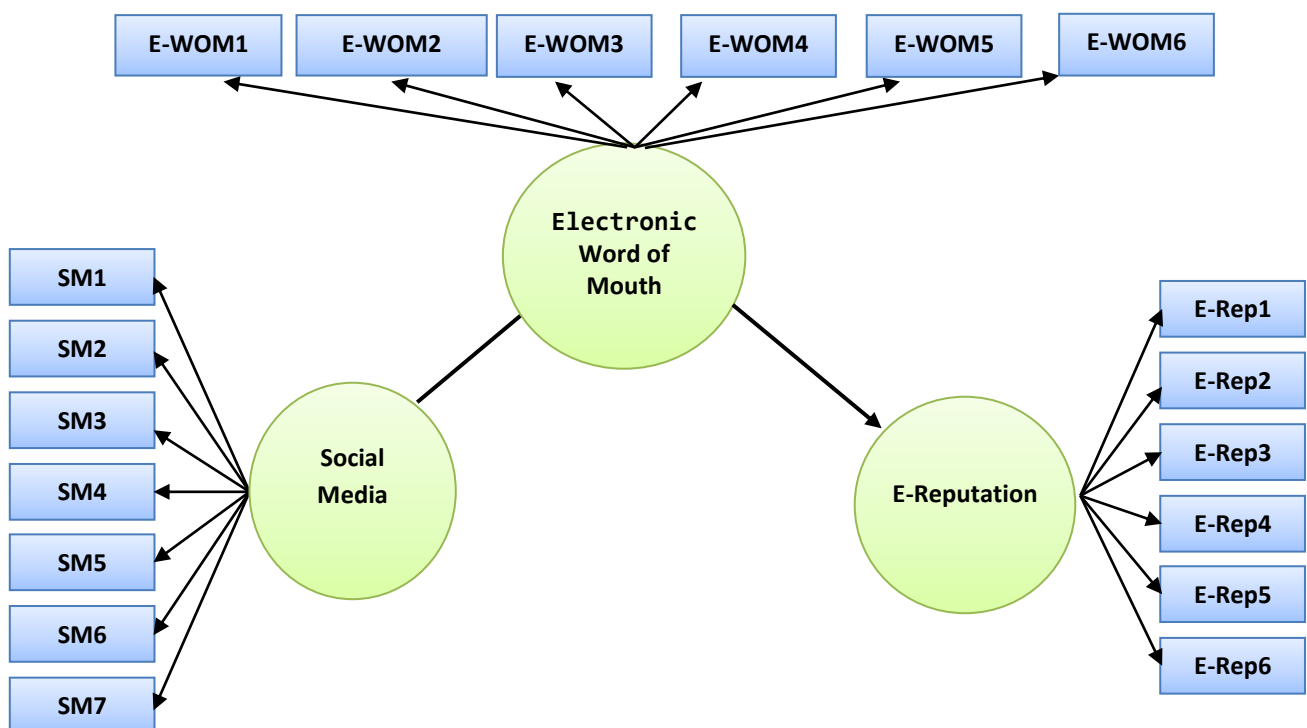 E-WOM1
E-WOM2
E-WOM3
E-WOM4
E-WOM5
E-WOM6
Electronic
Word of
Mouth
SM1
SM2
SM3
SM4
SM5
SM6
SM7
Social
Media
E-Reputation
E-Rep1
E-Rep2
E-Rep3
E-Rep4
E-Rep5
E-Rep6